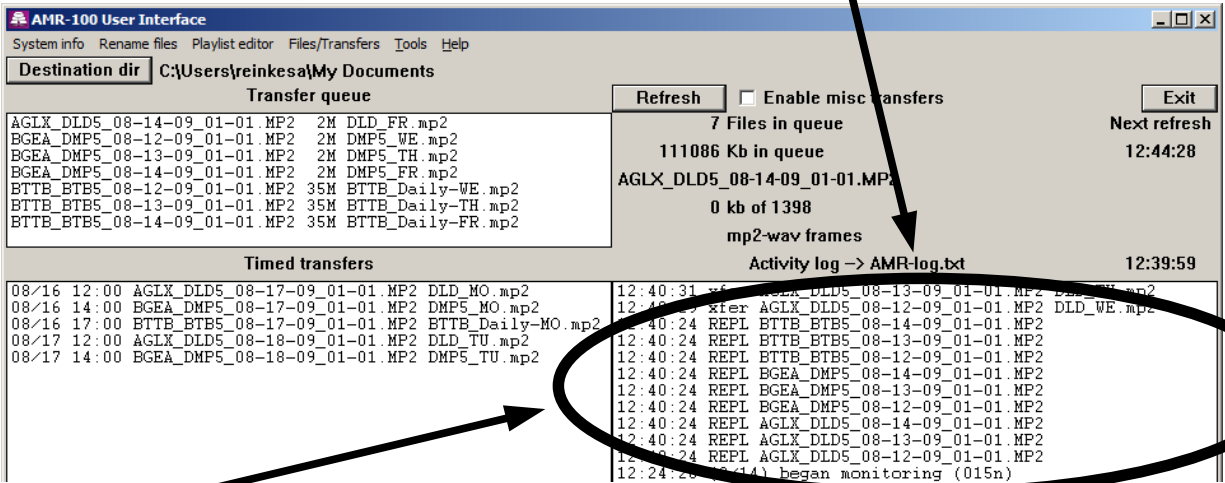 AMR-100 User Interface
System info Rename files Playlist editor Files/Transfers Tools Help
Destination dir C:\Users\reinkesa\My Documents
Transfer queue
AGLX_DLD5_08-14-09_01-01.MP2 2M DLD_FR.mp2
BGEA_DMP5_08-12-09_01-01.MP2 2M DMP5_WE.mp2
BGEA_DMP5_08-13-09_01-01.MP2 2M DMP5_TH.mp2
BGEA_DMP5_08-14-09_01-01.MP2 2M DMP5_FR.mp2
BTTB_BTB5_08-12-09_01-01.MP2 35M BTTB_Daily-WE.mp2
BTTB_BTB5_08-13-09_01-01.MP2 35M BTTB_Daily-TH.mp2
BTTB_BTB5_08-14-09_01-01.MP2 35M BTTB_Daily-FR.mp2
Refresh Enable misc transfers Exit
7 Files in queue Next refresh
111086 Kb in queue 12:44:28
AGLX_DLD5_08-14-09_01-01.MP2
0 kb of 1398
mp2-wav frames
Timed transfers
08/16 12:00 AGLX_DLD5_08-17-09_01-01.MP2 DLD_MO.mp2
08/16 14:00 BGEA_DMP5_08-17-09_01-01.MP2 DMP5_MO.mp2
08/16 17:00 BTTB_BTB5_08-17-09_01-01.MP2 BTTB_Daily-MO.mp2
08/17 12:00 AGLX_DLD5_08-18-09_01-01.MP2 DLD_TU.mp2
08/17 14:00 BGEA_DMP5_08-18-09_01-01.MP2 DMP5_TU.mp2
Activity log --> AMR-log.txt 12:39:59
12:40:31 xfer AGLX_DLD5_08-13-09_01-01.MP2
xfer AGLX_DLD5_08-12-09_01-01.MP2 DLD_WE.mp2
12:40:24 REPL BTTB_BTB5_08-14-09_01-01.MP2
12:40:24 REPL BTTB_BTB5_08-13-09_01-01.MP2
12:40:24 REPL BTTB_BTB5_08-12-09_01-01.MP2
12:40:24 REPL BGEA_DMP5_08-14-09_01-01.MP2
12:40:24 REPL BGEA_DMP5_08-13-09_01-01.MP2
12:40:24 REPL BGEA_DMP5_08-12-09_01-01.MP2
12:40:24 REPL AGLX_DLD5_08-14-09_01-01.MP2
12:40:24 REPL AGLX_DLD5_08-13-09_01-01.MP2
12:40:24 REPL AGLX_DLD5_08-12-09_01-01.MP2
began monitoring (015n)